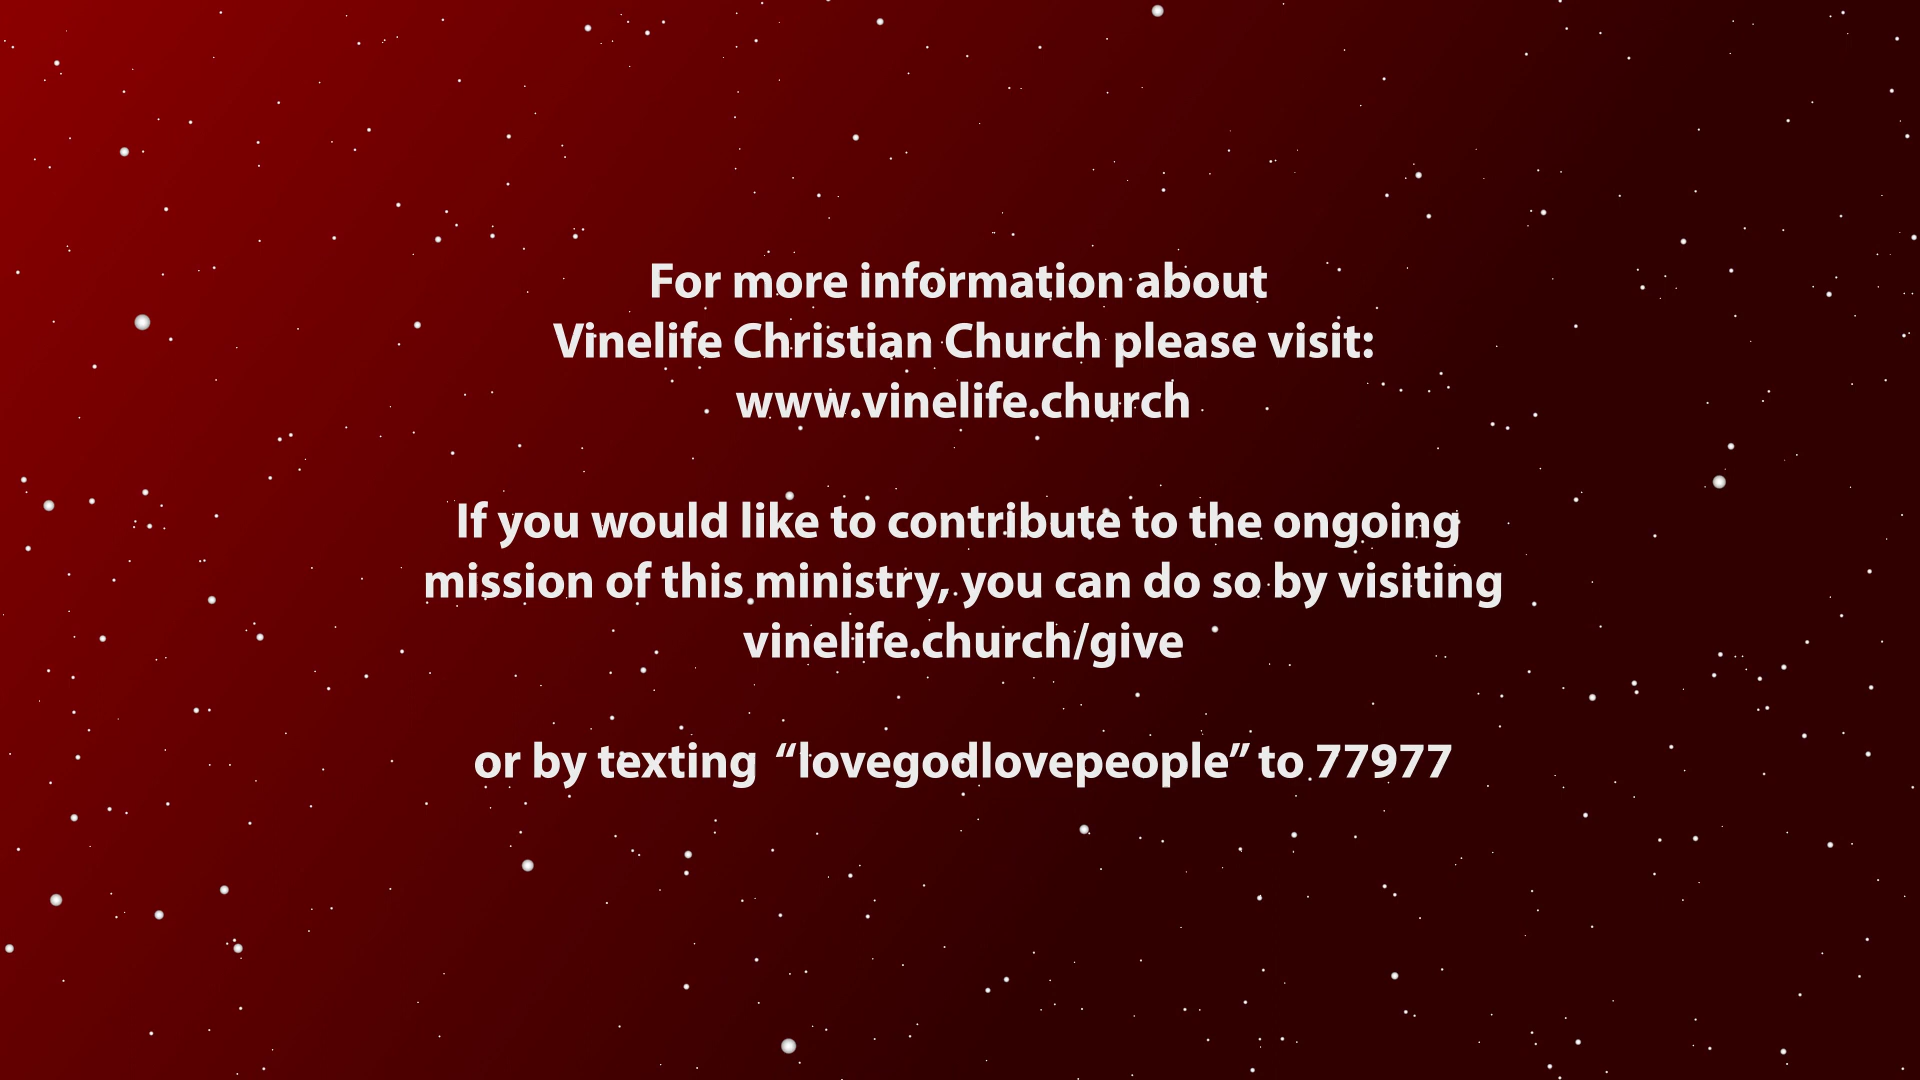 For more information about
Vinelife Christian Church please visit:
www.vinelife.church
If you would like to contribute to the ongoing
mission of this ministry, you can do so by visiting
vinelife.church/give
or by texting “lovegodlovepeople” to 77977